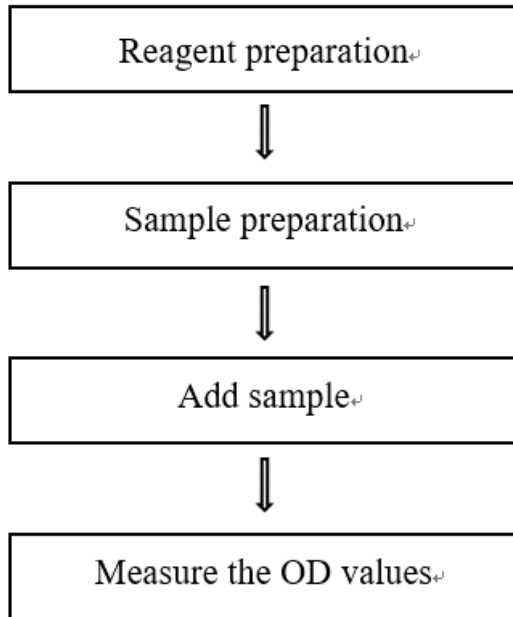 Reagent preparation
Sample preparation
Add sample
Measure the OD values